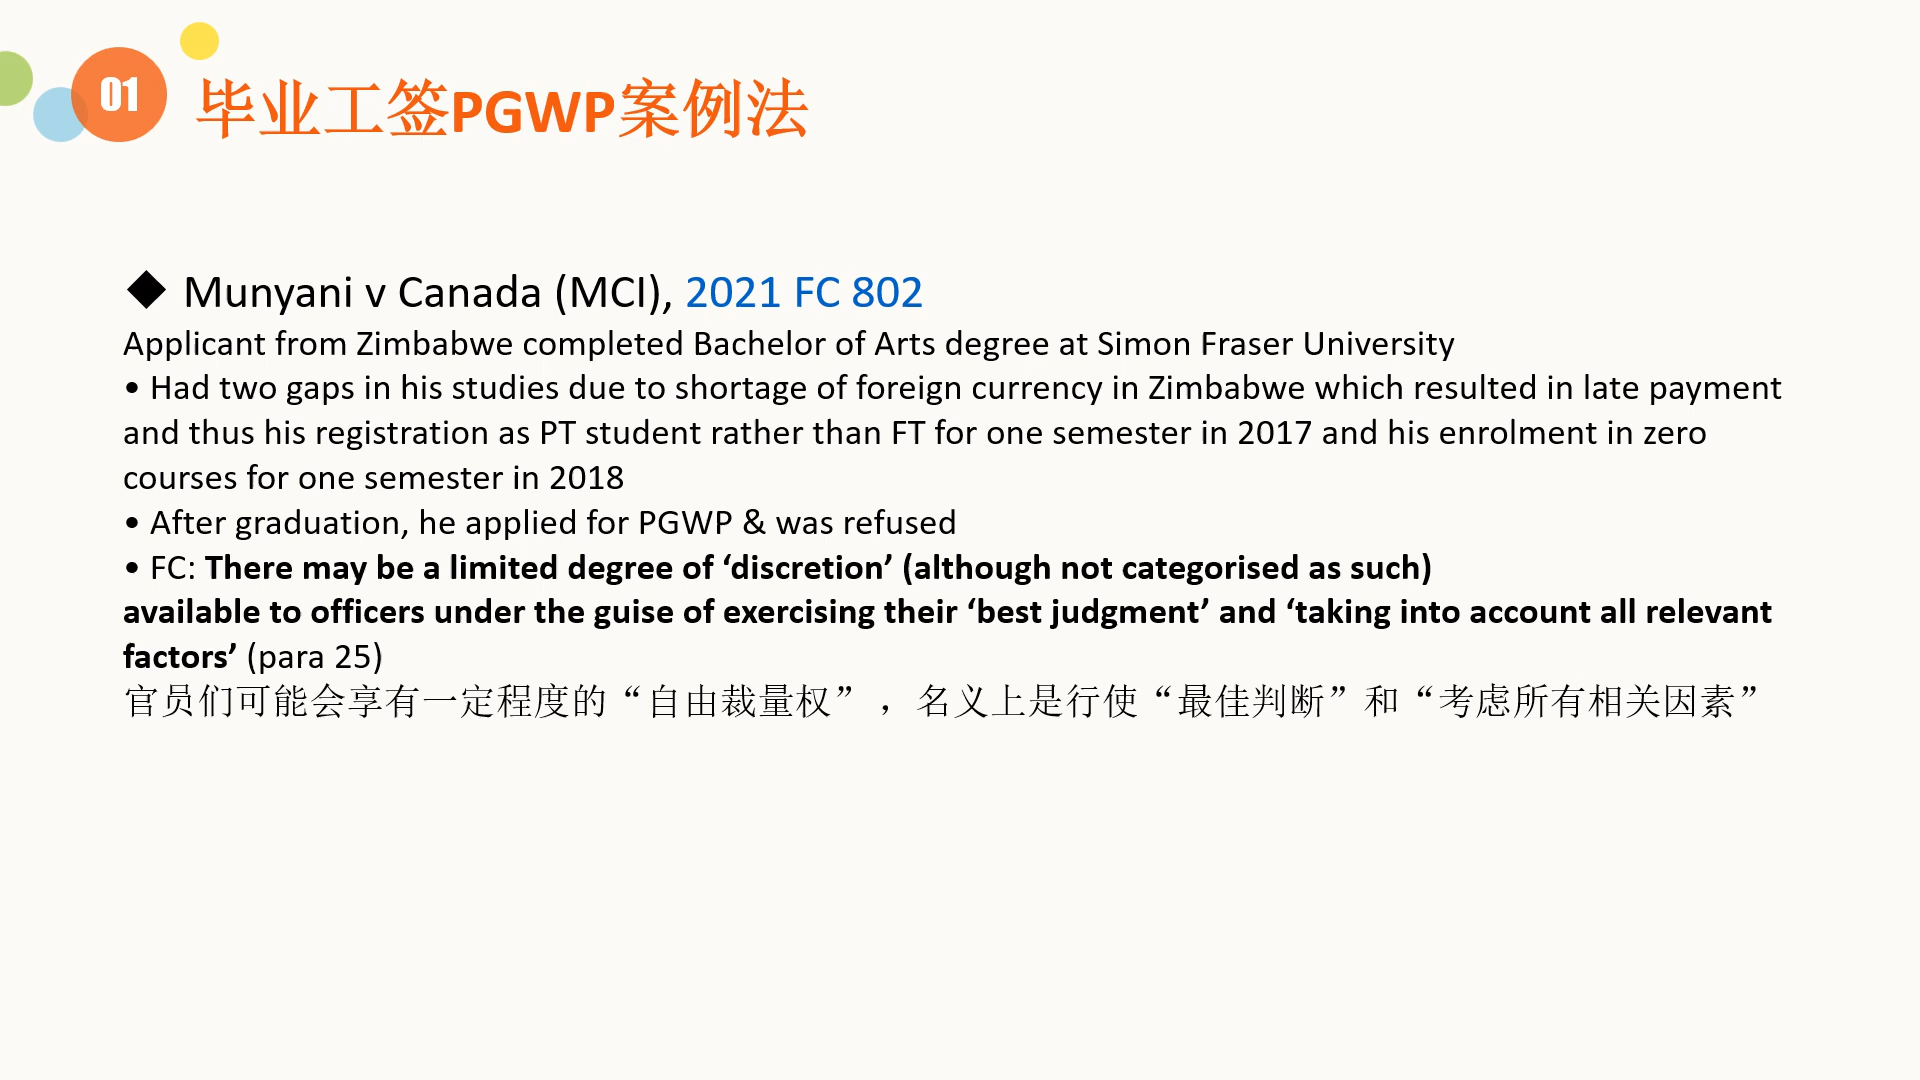 01
毕业工签PGWP案例法
◆ Munyani v Canada (MCI), 2021 FC 802
Applicant from Zimbabwe completed Bachelor of Arts degree at Simon Fraser University
• Had two gaps in his studies due to shortage of foreign currency in Zimbabwe which resulted in late payment
and thus his registration as PT student rather than FT for one semester in 2017 and his enrolment in zero
courses for one semester in 2018
• After graduation, he applied for PGWP & was refused
• FC: There may be a limited degree of ‘discretion’ (although not categorised as such)
available to officers under the guise of exercising their ‘best judgment’ and ‘taking into account all relevant
factors’ (para 25)
官员们可能会享有一定程度的“自由裁量权”，名义上是行使“最佳判断”和“考虑所有相关因素”